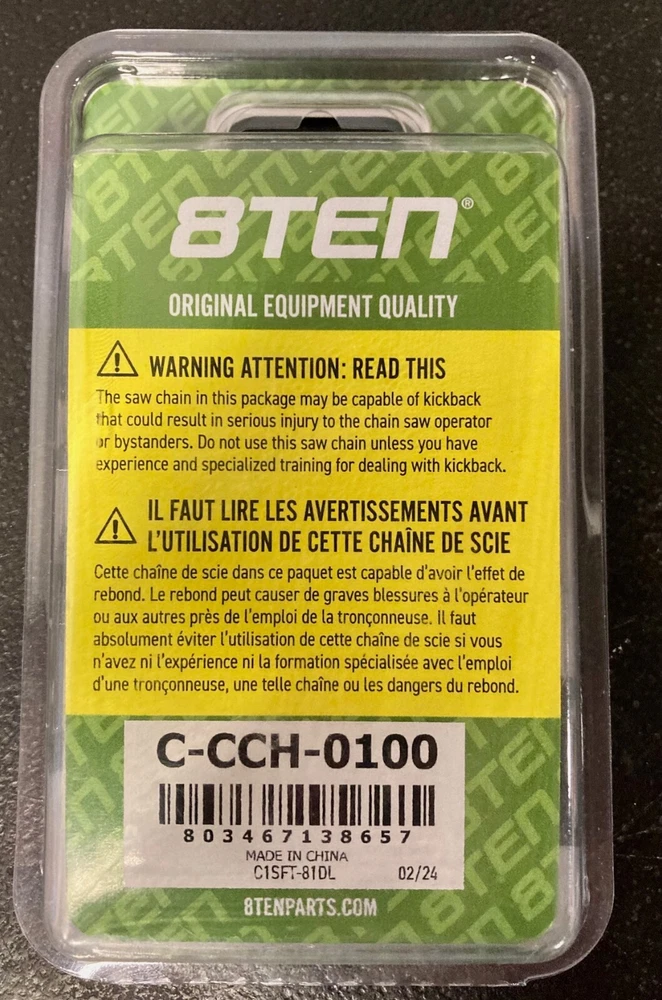 8TEN®
ORIGINAL EQUIPMENT QUALITY
WARNING ATTENTION: READ THIS
The saw chain in this package may be capable of kickback
that could result in serious injury to the chain saw operator
or bystanders. Do not use this saw chain unless you have
experience and specialized training for dealing with kickback.
IL FAUT LIRE LES AVERTISSEMENTS AVANT
L'UTILISATION DE CETTE CHAÎNE DE SCIE
Cette chaîne de scie dans ce paquet est capable d'avoir l'effet de
rebond. Le rebond peut causer de graves blessures à l'opérateur
ou aux autres près de l'emploi de la tronçonneuse. Il faut
absolument éviter l'utilisation de cette chaîne de scie si vous
n'avez ni l'expérience ni la formation spécialisée avec l'emploi
d'une tronçonneuse, une telle chaîne ou les dangers du rebond.
C-CCH-0100
803467138657
MADE IN CHINA
C1SFT-81DL 02/24
8TENPARTS.COM